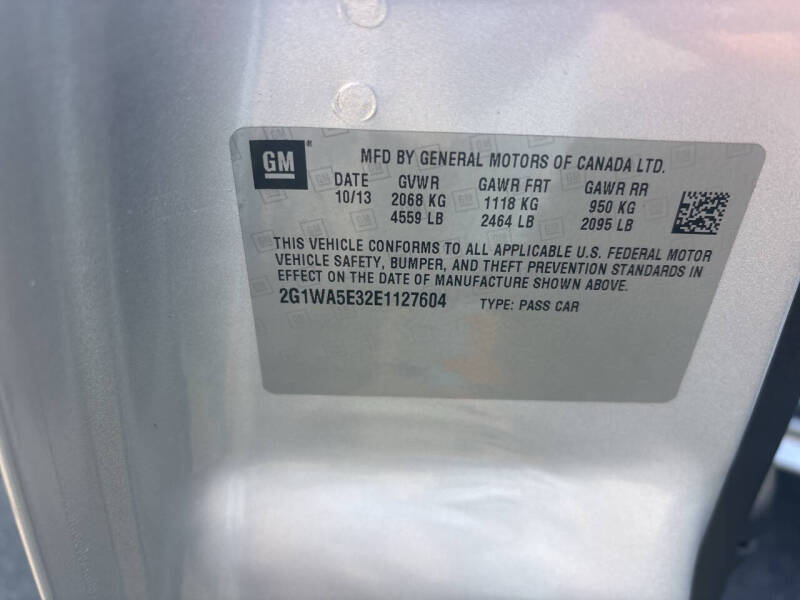 GM
MFD BY GENERAL MOTORS OF CANADA LTD.
DATE GVWR GAWR FRT GAWR RR
10/13 2068 KG 1118 KG 950 KG
4559 LB 2464 LB 2095 LB
THIS VEHICLE CONFORMS TO ALL APPLICABLE U.S. FEDERAL MOTOR
VEHICLE SAFETY, BUMPER, AND THEFT PREVENTION STANDARDS IN
EFFECT ON THE DATE OF MANUFACTURE SHOWN ABOVE.
2G1WA5E32E1127604 TYPE: PASS CAR